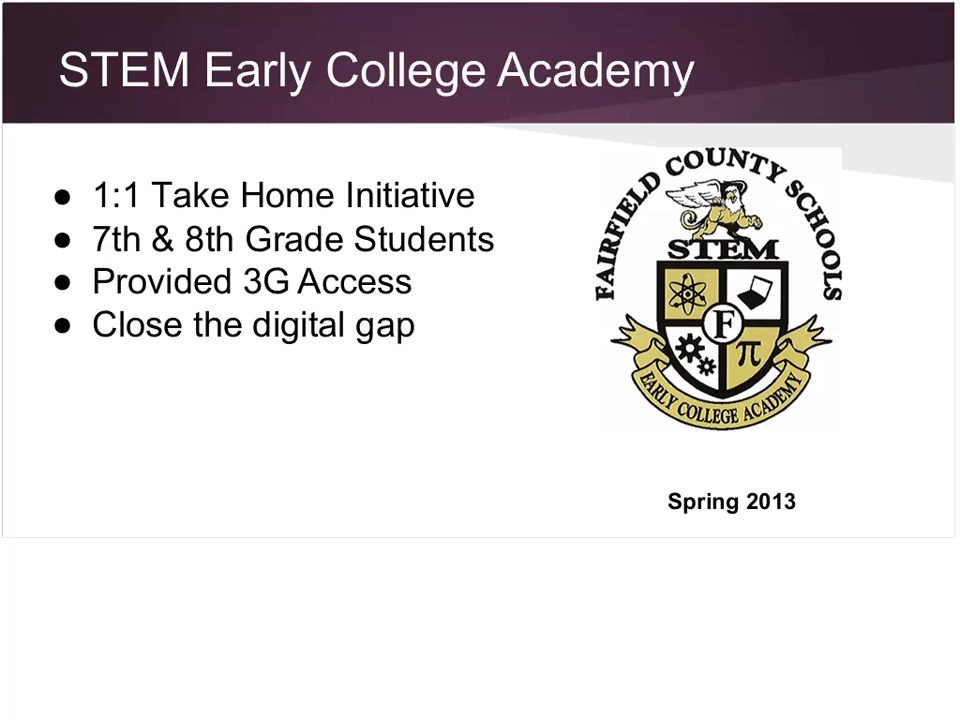 STEM Early College Academy
● 1:1 Take Home Initiative
● 7th & 8th Grade Students
● Provided 3G Access
● Close the digital gap
FAIRFIELD COUNTY SCHOOLS
STEM
F
π
EARLY COLLEGE ACADEMY
Spring 2013